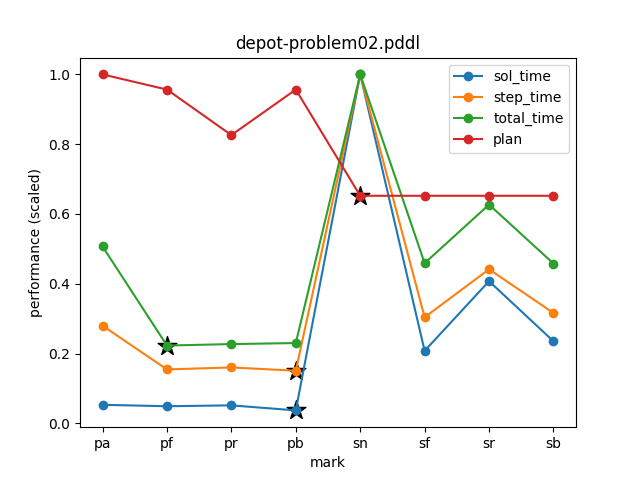 depot-problem02.pddl
performance (scaled)
1.0
0.8
0.6
0.4
0.2
0.0
sol_time
step_time
total_time
plan
pa pf pr pb sn sf sr sb
mark